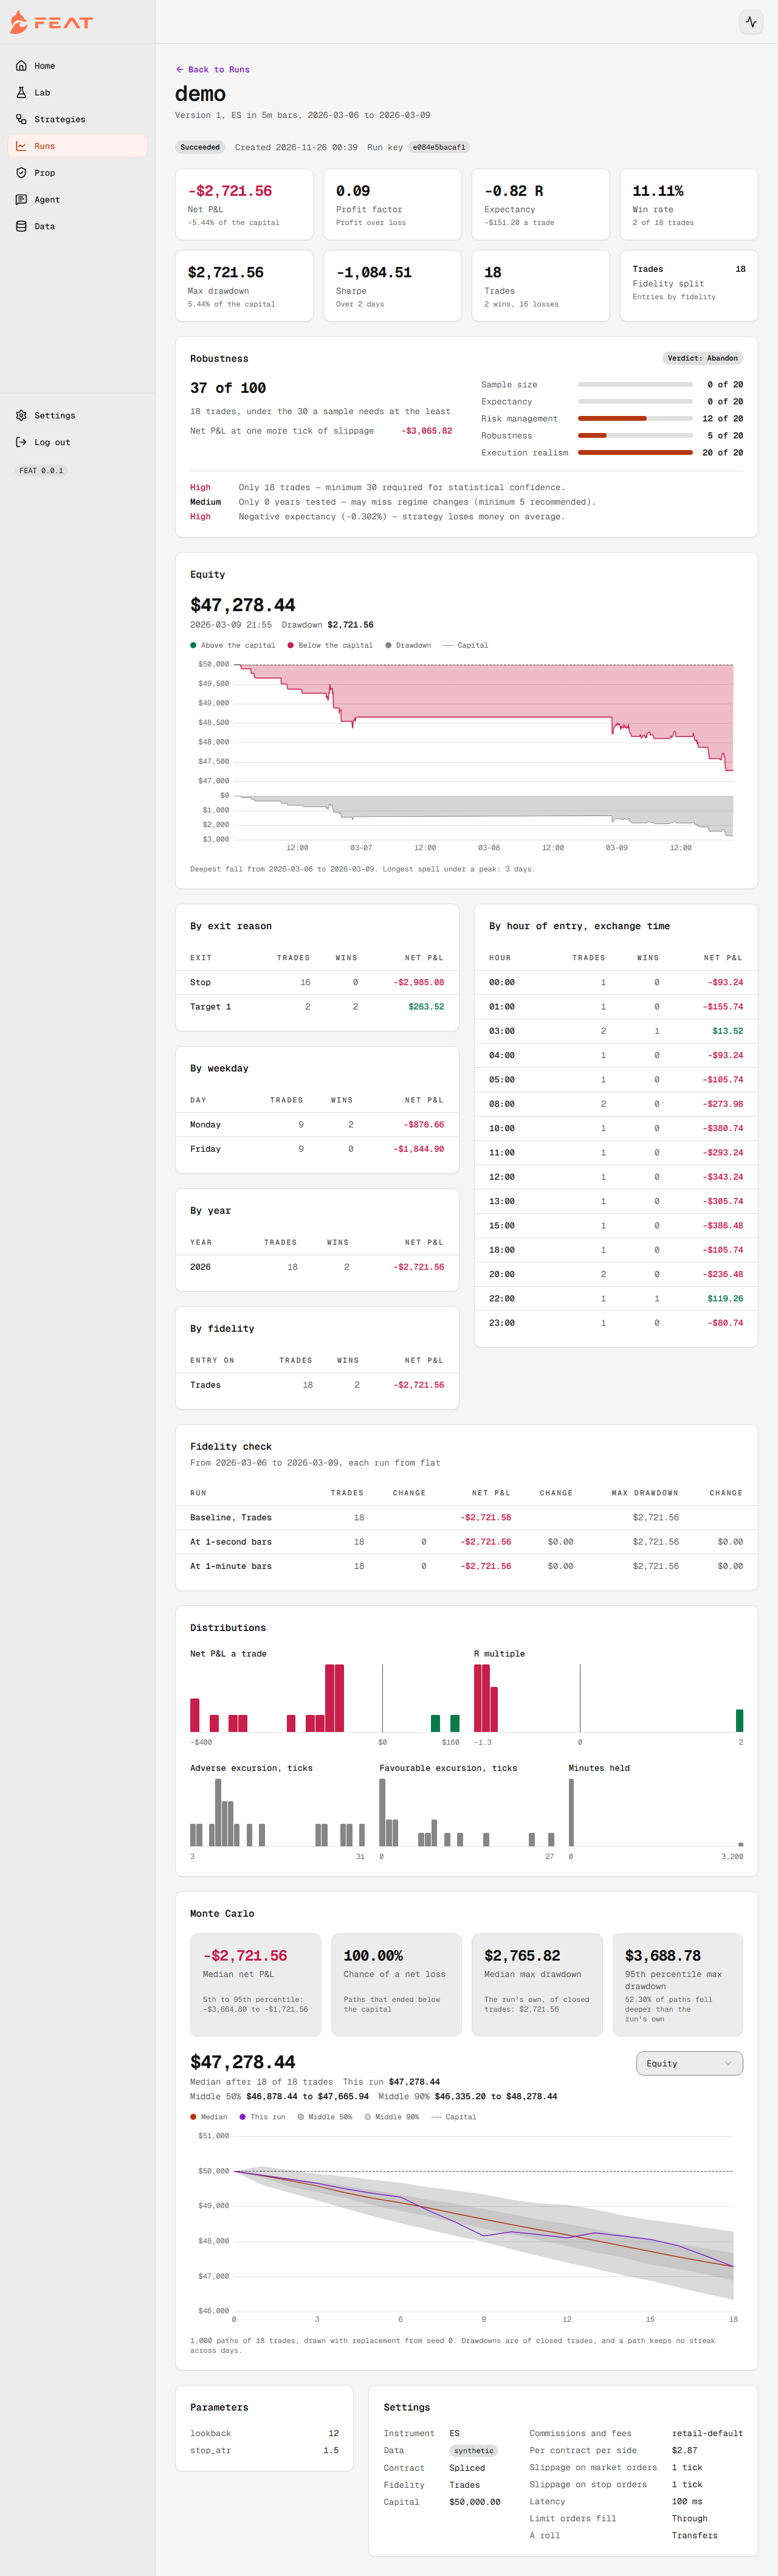 FEAT
Home
Lab
Strategies
Runs
Prop
Agent
Data
Settings
Log out
FEAT 0.0.1
← Back to Runs
demo
Version 1, ES in 5m bars, 2026-03-06 to 2026-03-09
Succeeded Created 2026-11-26 00:39 Run key e084e5bacaf1
-$2,721.56
Net P&L
-5.44% of the capital
0.09
Profit factor
Profit over loss
-0.82 R
Expectancy
-$151.20 a trade
11.11%
Win rate
2 of 18 trades
$2,721.56
Max drawdown
5.44% of the capital
-1,084.51
Sharpe
Over 2 days
18
Trades
2 wins, 16 losses
Trades 18
Fidelity split
Entries by fidelity
Robustness
Verdict: Abandon
37 of 100
18 trades, under the 30 a sample needs at the least
Net P&L at one more tick of slippage -$3,065.82
Sample size 0 of 20
Expectancy 0 of 20
Risk management 12 of 20
Robustness 5 of 20
Execution realism 20 of 20
High Only 18 trades — minimum 30 required for statistical confidence.
Medium Only 0 years tested — may miss regime changes (minimum 5 recommended).
High Negative expectancy (-0.302%) — strategy loses money on average.
Equity
$47,278.44
2026-03-09 21:55 Drawdown $2,721.56
Above the capital Below the capital Drawdown Capital
$50,000
$49,500
$49,000
$48,500
$48,000
$47,500
$47,000
$0
$1,000
$2,000
$3,000
12:00 03-07 12:00 03-08 12:00 03-09 12:00
Deepest fall from 2026-03-06 to 2026-03-09. Longest spell under a peak: 3 days.
By exit reason
EXIT TRADES WINS NET P&L
Stop 16 0 -$2,985.08
Target 1 2 2 $263.52
By weekday
DAY TRADES WINS NET P&L
Monday 9 2 -$876.66
Friday 9 0 -$1,844.90
By year
YEAR TRADES WINS NET P&L
2026 18 2 -$2,721.56
By fidelity
ENTRY ON TRADES WINS NET P&L
Trades 18 2 -$2,721.56
By hour of entry, exchange time
HOUR TRADES WINS NET P&L
00:00 1 0 -$93.24
01:00 1 0 -$155.74
03:00 2 1 $13.52
04:00 1 0 -$93.24
05:00 1 0 -$105.74
08:00 2 0 -$273.98
10:00 1 0 -$380.74
11:00 1 0 -$293.24
12:00 1 0 -$343.24
13:00 1 0 -$305.74
15:00 1 0 -$386.48
18:00 1 0 -$105.74
20:00 2 0 -$236.48
22:00 1 1 $119.26
23:00 1 0 -$80.74
Fidelity check
From 2026-03-06 to 2026-03-09, each run from flat
RUN TRADES CHANGE NET P&L CHANGE MAX DRAWDOWN CHANGE
Baseline, Trades 18 -$2,721.56 $2,721.56
At 1-second bars 18 0 -$2,721.56 $0.00 $2,721.56 $0.00
At 1-minute bars 18 0 -$2,721.56 $0.00 $2,721.56 $0.00
Distributions
Net P&L a trade
-$400 $0 $160
R multiple
-1.3 0 2
Adverse excursion, ticks
3 31
Favourable excursion, ticks
0 27
Minutes held
0 3,200
Monte Carlo
-$2,721.56
Median net P&L
5th to 95th percentile:
-$3,664.80 to -$1,721.56
100.00%
Chance of a net loss
Paths that ended below
the capital
$2,765.82
Median max drawdown
The run's own, of closed
trades: $2,721.56
$3,688.78
95th percentile max
drawdown
52.30% of paths fell
deeper than the
run's own
$47,278.44
Equity
Median after 18 of 18 trades This run $47,278.44
Middle 50% $46,878.44 to $47,665.94 Middle 90% $46,335.20 to $48,278.44
Median This run Middle 50% Middle 90% Capital
$51,000
$50,000
$49,000
$48,000
$47,000
$46,000
0 3 6 9 12 15 18
1,000 paths of 18 trades, drawn with replacement from seed 0. Drawdowns are of closed trades, and a path keeps no streak
across days.
Parameters
lookback 12
stop_atr 1.5
Settings
Instrument ES
Data synthetic
Contract Spliced
Fidelity Trades
Capital $50,000.00
Commissions and fees retail-default
Per contract per side $2.87
Slippage on market orders 1 tick
Slippage on stop orders 1 tick
Latency 100 ms
Limit orders fill Through
A roll Transfers